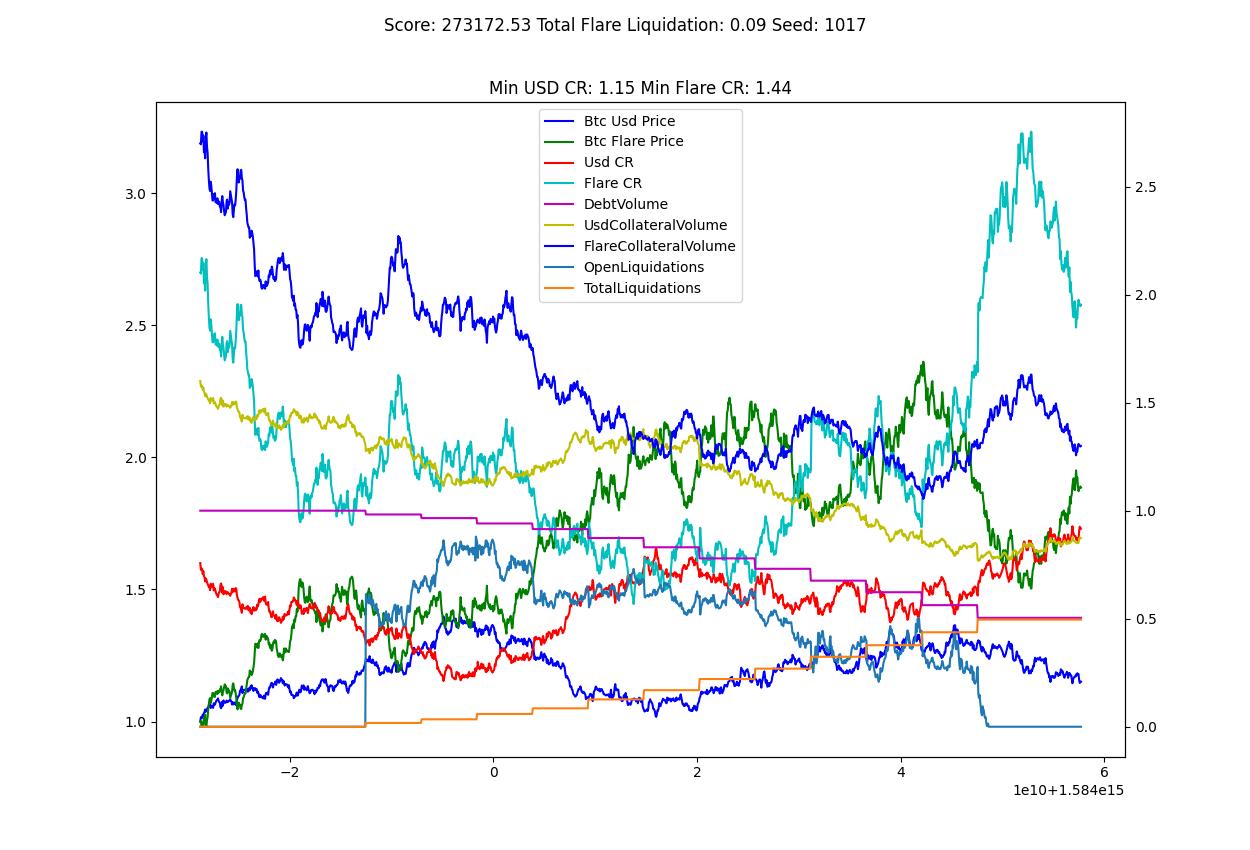 Score: 273172.53 Total Flare Liquidation: 0.09 Seed: 1017
Min USD CR: 1.15 Min Flare CR: 1.44
Btc Usd Price
Btc Flare Price
Usd CR
Flare CR
DebtVolume
UsdCollateralVolume
FlareCollateralVolume
OpenLiquidations
TotalLiquidations
3.0
2.5
2.0
1.5
1.0
2.5
2.0
1.5
1.0
0.5
0.0
−2
0
2
4
6
1e10+1.584e15